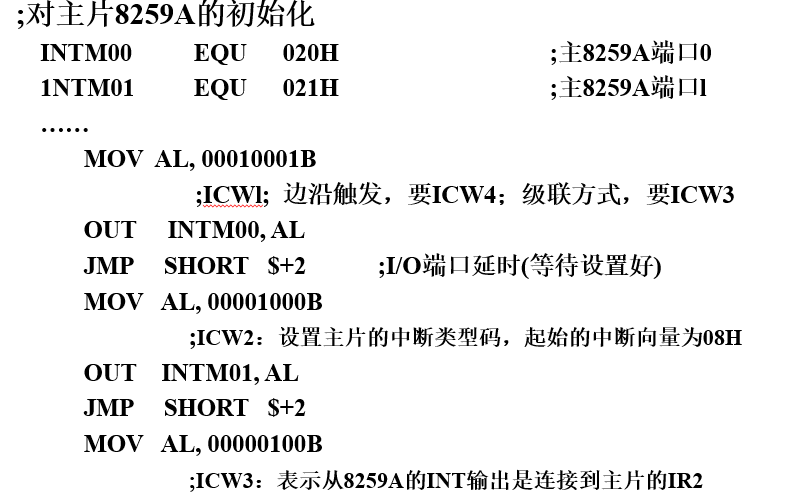 ;对主片8259A的初始化
INTM00 EQU 020H ;主8259A端口0
1NTM01 EQU 021H ;主8259A端口l
……
MOV AL, 00010001B
;ICWl; 边沿触发，要ICW4；级联方式，要ICW3
OUT INTM00, AL
JMP SHORT $+2 ;I/O端口延时(等待设置好)
MOV AL, 00001000B
;ICW2：设置主片的中断类型码，起始的中断向量为08H
OUT INTM01, AL
JMP SHORT $+2
MOV AL, 00000100B
;ICW3：表示从8259A的INT输出是连接到主片的IR2